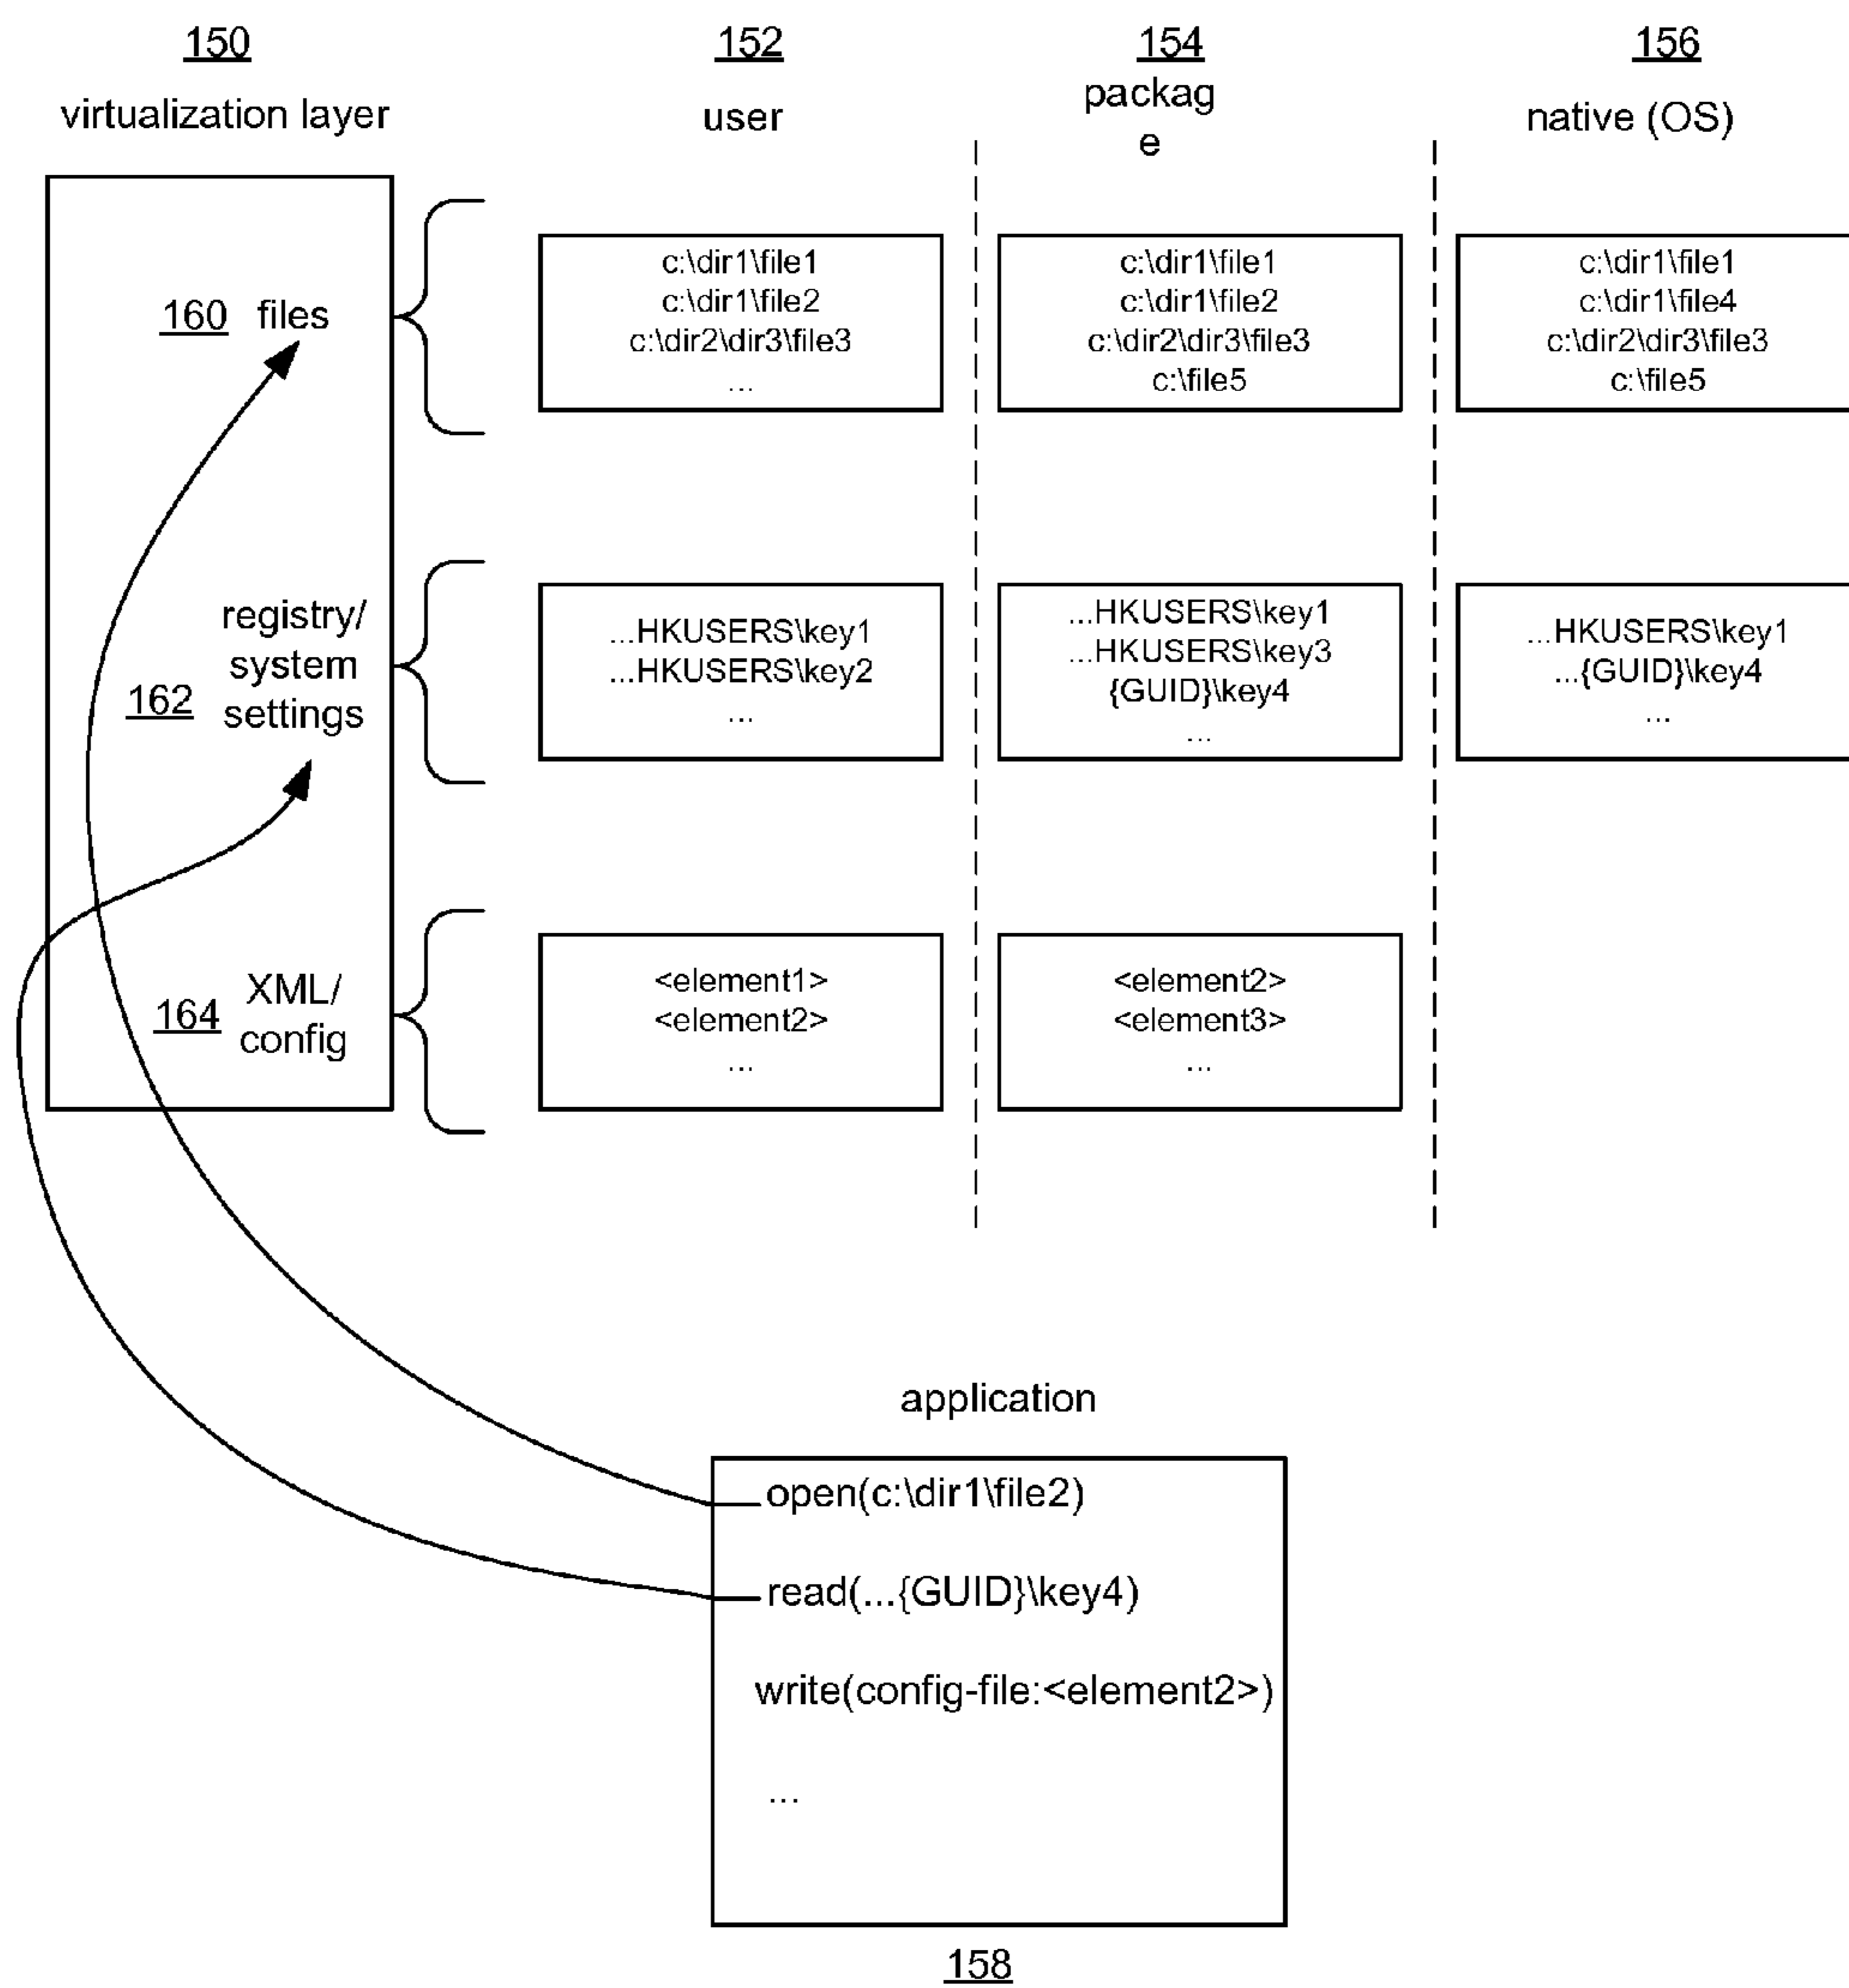 150
virtualization layer
152
user
154
packag
e
156
native (OS)
160 files
c:\dir1\file1
c:\dir1\file2
c:\dir2\dir3\file3
...
c:\dir1\file1
c:\dir1\file2
c:\dir2\dir3\file3
c:\file5
c:\dir1\file1
c:\dir1\file4
c:\dir2\dir3\file3
c:\file5
registry/
system
162 settings
...HKUSERS\key1
...HKUSERS\key2
...
...HKUSERS\key1
...HKUSERS\key3
{GUID}\key4
...
...HKUSERS\key1
...{GUID}\key4
...
XML/
164 config
<element1>
<element2>
...
<element2>
<element3>
...
application
open(c:\dir1\file2)
read(...{GUID}\key4)
write(config-file:<element2>)
...
158